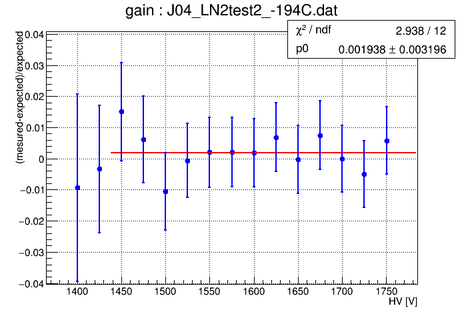 gain : J04_LN2test2_-194C.dat
χ² / ndf 2.938 / 12
p0 0.001938 ± 0.003196
(mesured-expected)/expected
0.04
0.03
0.02
0.01
0
−0.01
−0.02
−0.03
−0.04
1400 1450 1500 1550 1600 1650 1700 1750
HV [V]